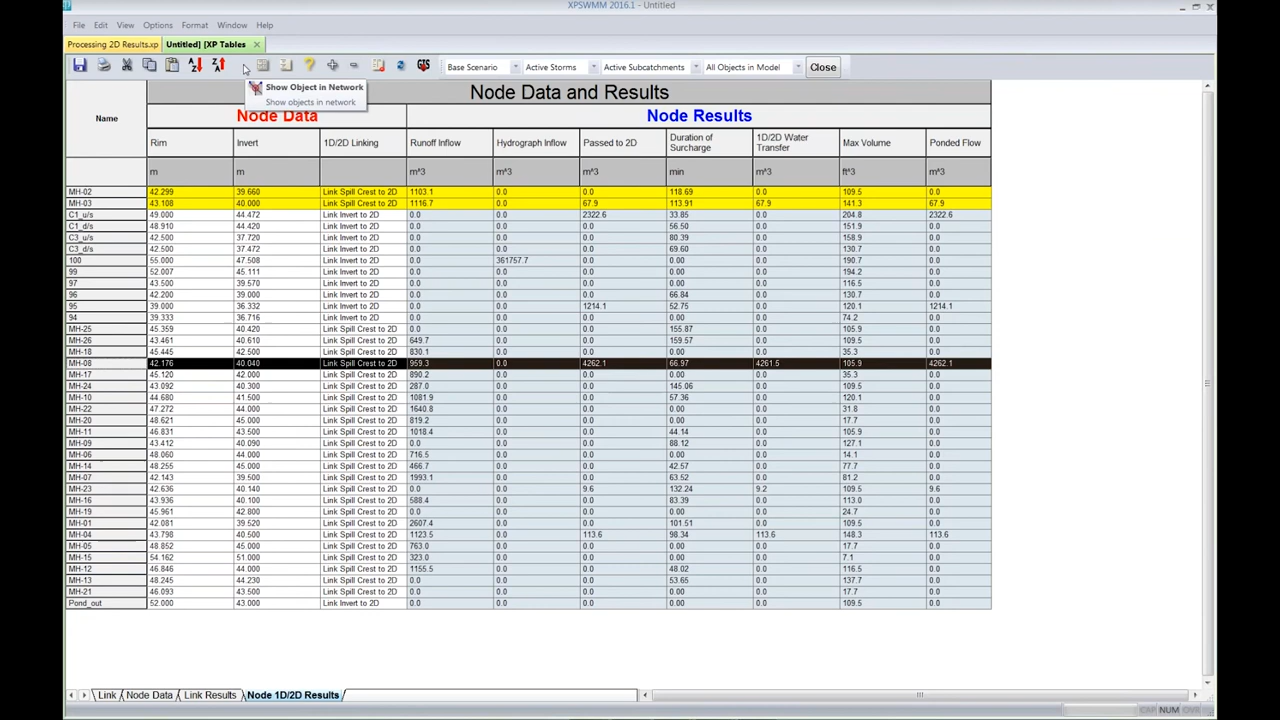 XPSWMM 2016.1 - Untitled
File Edit View Options Format Window Help
Processing 2D Results.xp Untitled] [XP Tables
Base Scenario Active Storms Active Subcatchments All Objects in Model Close
Show Object in Network
Show objects in network
Node Data and Results
Name Node Data Node Results
Rim Invert 1D/2D Linking Runoff Inflow Hydrograph Inflow Passed to 2D Duration of Surcharge 1D/2D Water Transfer Max Volume Ponded Flow
m m m^3 m^3 m^3 min m^3 ft^3 m^3
MH-02 42.299 39.660 Link Spill Crest to 2D 1103.1 0.0 0.0 118.69 0.0 109.5 0.0
MH-03 43.108 40.000 Link Spill Crest to 2D 1116.7 0.0 67.9 113.91 67.9 141.3 67.9
C1_u/s 49.000 44.472 Link Invert to 2D 0.0 0.0 2322.6 33.85 0.0 204.8 2322.6
C1_d/s 48.910 44.420 Link Invert to 2D 0.0 0.0 0.0 56.50 0.0 151.9 0.0
C3_u/s 42.500 37.720 Link Invert to 2D 0.0 0.0 0.0 80.39 0.0 158.9 0.0
C3_d/s 42.500 37.472 Link Invert to 2D 0.0 0.0 0.0 69.60 0.0 130.7 0.0
100 55.000 47.508 Link Invert to 2D 0.0 361757.7 0.0 0.00 0.0 190.7 0.0
99 52.007 45.111 Link Invert to 2D 0.0 0.0 0.0 0.00 0.0 194.2 0.0
97 43.500 39.570 Link Invert to 2D 0.0 0.0 0.0 0.00 0.0 116.5 0.0
96 42.200 39.000 Link Invert to 2D 0.0 0.0 0.0 66.84 0.0 130.7 0.0
95 39.000 36.332 Link Invert to 2D 0.0 0.0 1214.1 52.75 0.0 120.1 1214.1
94 39.333 36.716 Link Invert to 2D 0.0 0.0 0.0 0.00 0.0 74.2 0.0
MH-25 45.359 40.420 Link Spill Crest to 2D 0.0 0.0 0.0 155.87 0.0 105.9 0.0
MH-26 43.461 40.610 Link Spill Crest to 2D 649.7 0.0 0.0 159.57 0.0 109.5 0.0
MH-18 45.445 42.500 Link Spill Crest to 2D 830.1 0.0 0.0 0.00 0.0 35.3 0.0
MH-08 42.176 40.040 Link Spill Crest to 2D 959.3 0.0 4262.1 66.97 4261.5 105.9 4262.1
MH-17 45.120 42.000 Link Spill Crest to 2D 890.2 0.0 0.0 0.00 0.0 35.3 0.0
MH-24 43.092 40.300 Link Spill Crest to 2D 287.0 0.0 0.0 145.06 0.0 109.5 0.0
MH-10 44.680 41.500 Link Spill Crest to 2D 1081.9 0.0 0.0 57.36 0.0 120.1 0.0
MH-22 47.272 44.000 Link Spill Crest to 2D 1640.8 0.0 0.0 0.00 0.0 31.8 0.0
MH-20 48.621 45.000 Link Spill Crest to 2D 819.2 0.0 0.0 0.00 0.0 17.7 0.0
MH-11 46.831 43.500 Link Spill Crest to 2D 1018.4 0.0 0.0 44.14 0.0 105.9 0.0
MH-09 43.412 40.090 Link Spill Crest to 2D 0.0 0.0 0.0 88.12 0.0 127.1 0.0
MH-06 48.060 44.000 Link Spill Crest to 2D 716.5 0.0 0.0 0.00 0.0 14.1 0.0
MH-14 48.255 45.000 Link Spill Crest to 2D 466.7 0.0 0.0 42.57 0.0 77.7 0.0
MH-07 42.143 39.500 Link Spill Crest to 2D 1993.1 0.0 0.0 63.52 0.0 81.2 0.0
MH-23 42.636 40.140 Link Spill Crest to 2D 0.0 0.0 9.6 132.24 9.2 109.5 9.6
MH-16 43.936 40.100 Link Spill Crest to 2D 588.4 0.0 0.0 83.39 0.0 113.0 0.0
MH-19 45.961 42.800 Link Spill Crest to 2D 0.0 0.0 0.0 0.00 0.0 24.7 0.0
MH-01 42.081 39.520 Link Spill Crest to 2D 2607.4 0.0 0.0 101.51 0.0 109.5 0.0
MH-04 43.798 40.500 Link Spill Crest to 2D 1123.5 0.0 113.6 98.34 113.6 148.3 113.6
MH-05 48.852 45.000 Link Spill Crest to 2D 763.0 0.0 0.0 0.00 0.0 17.7 0.0
MH-15 54.162 51.000 Link Spill Crest to 2D 323.0 0.0 0.0 0.00 0.0 7.1 0.0
MH-12 46.846 44.000 Link Spill Crest to 2D 1155.5 0.0 0.0 48.02 0.0 116.5 0.0
MH-13 48.245 44.230 Link Spill Crest to 2D 0.0 0.0 0.0 53.65 0.0 137.7 0.0
MH-21 46.093 43.500 Link Spill Crest to 2D 0.0 0.0 0.0 0.00 0.0 109.5 0.0
Pond_out 52.000 43.000 Link Invert to 2D 0.0 0.0 0.0 0.00 0.0 109.5 0.0
Link Node Data Link Results Node 1D/2D Results
CAP NUM OVR